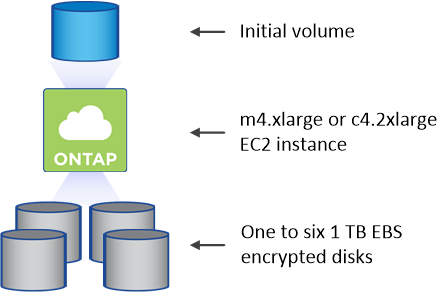 Initial volume
m4.xlarge or c4.2xlarge
EC2 instance
ONTAP
One to six 1 TB EBS
encrypted disks